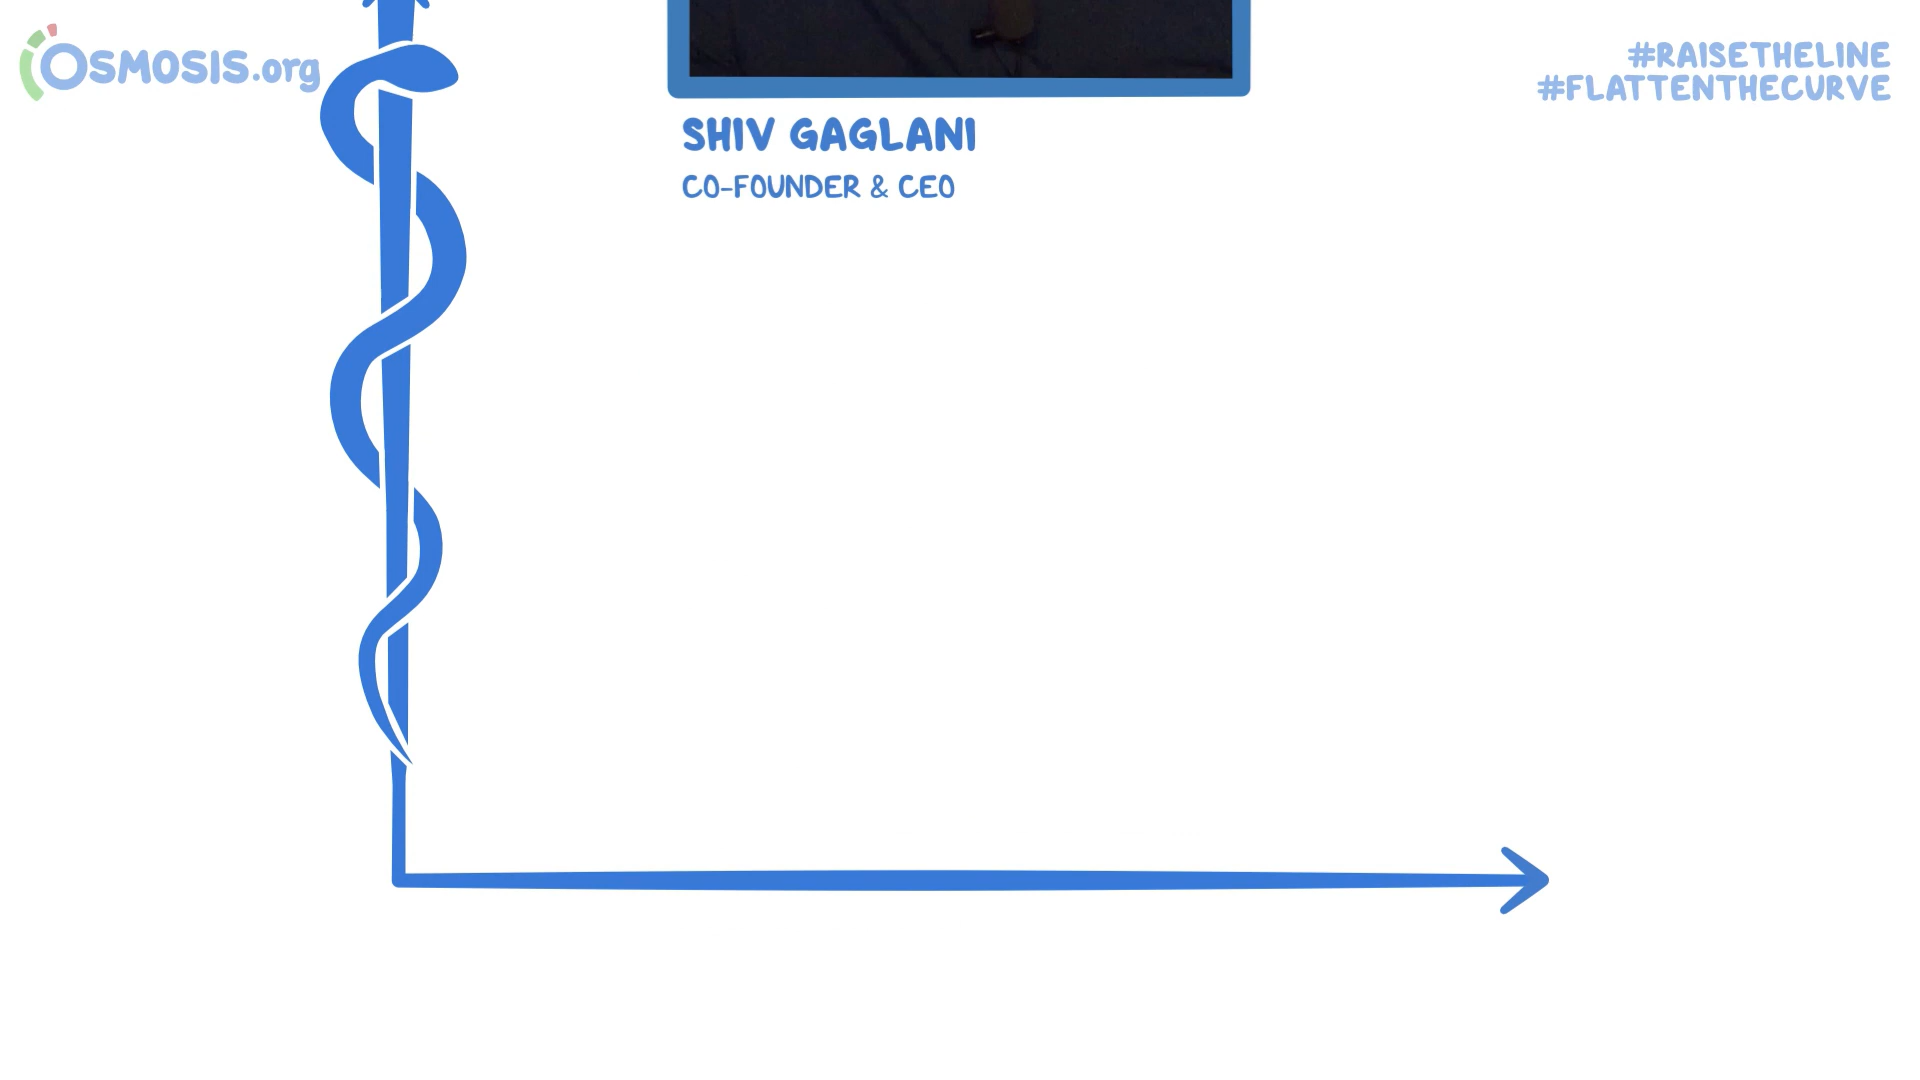 OSMOSIS.org
#RAISETHELINE
#FLATTENTHECURVE
SHIV GAGLANI
CO-FOUNDER & CEO